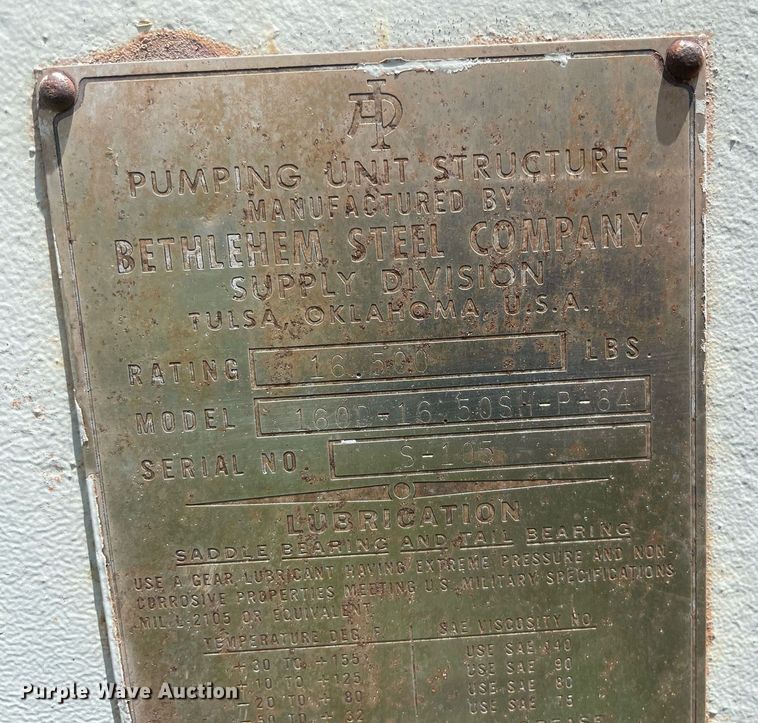 API
PUMPING UNIT STRUCTURE
MANUFACTURED BY
BETHLEHEM STEEL COMPANY
SUPPLY DIVISION
TULSA, OKLAHOMA, U.S.A.
RATING 16,500 LBS.
MODEL 160D-16.50SH-P-64
SERIAL NO. S-105
LUBRICATION
SADDLE BEARING AND TAIL BEARING
USE A GEAR LUBRICANT HAVING EXTREME PRESSURE AND NON-
CORROSIVE PROPERTIES MEETING U.S. MILITARY SPECIFICATIONS
MIL-L-2105 OR EQUIVALENT
TEMPERATURE DEG. F. SAE VISCOSITY NO.
+30 TO +155 USE SAE 140
+10 TO +125 USE SAE 90
-20 TO + 80 USE SAE 80
-50 TO + 32 USE SAE 75
Purple Wave Auction